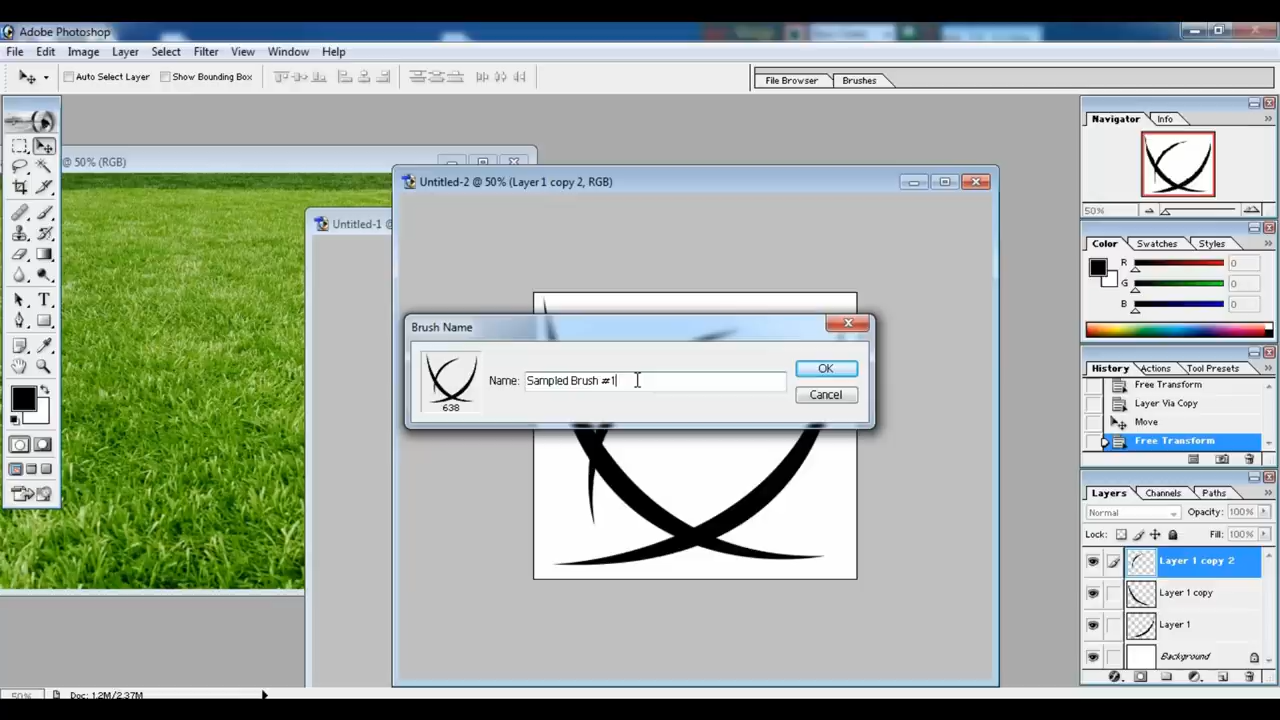 Adobe Photoshop
File Edit Image Layer Select Filter View Window Help
Auto Select Layer Show Bounding Box File Browser Brushes
@ 50% (RGB)
Untitled-1 @
Untitled-2 @ 50% (Layer 1 copy 2, RGB)
Brush Name
638
Name: Sampled Brush #1
OK
Cancel
Navigator Info
50%
Color Swatches Styles
R 0
G 0
B 0
History Actions Tool Presets
Free Transform
Layer Via Copy
Move
Free Transform
Layers Channels Paths
Normal Opacity: 100%
Lock: Fill: 100%
Layer 1 copy 2
Layer 1 copy
Layer 1
Background
50% Doc: 1.2M/2.37M